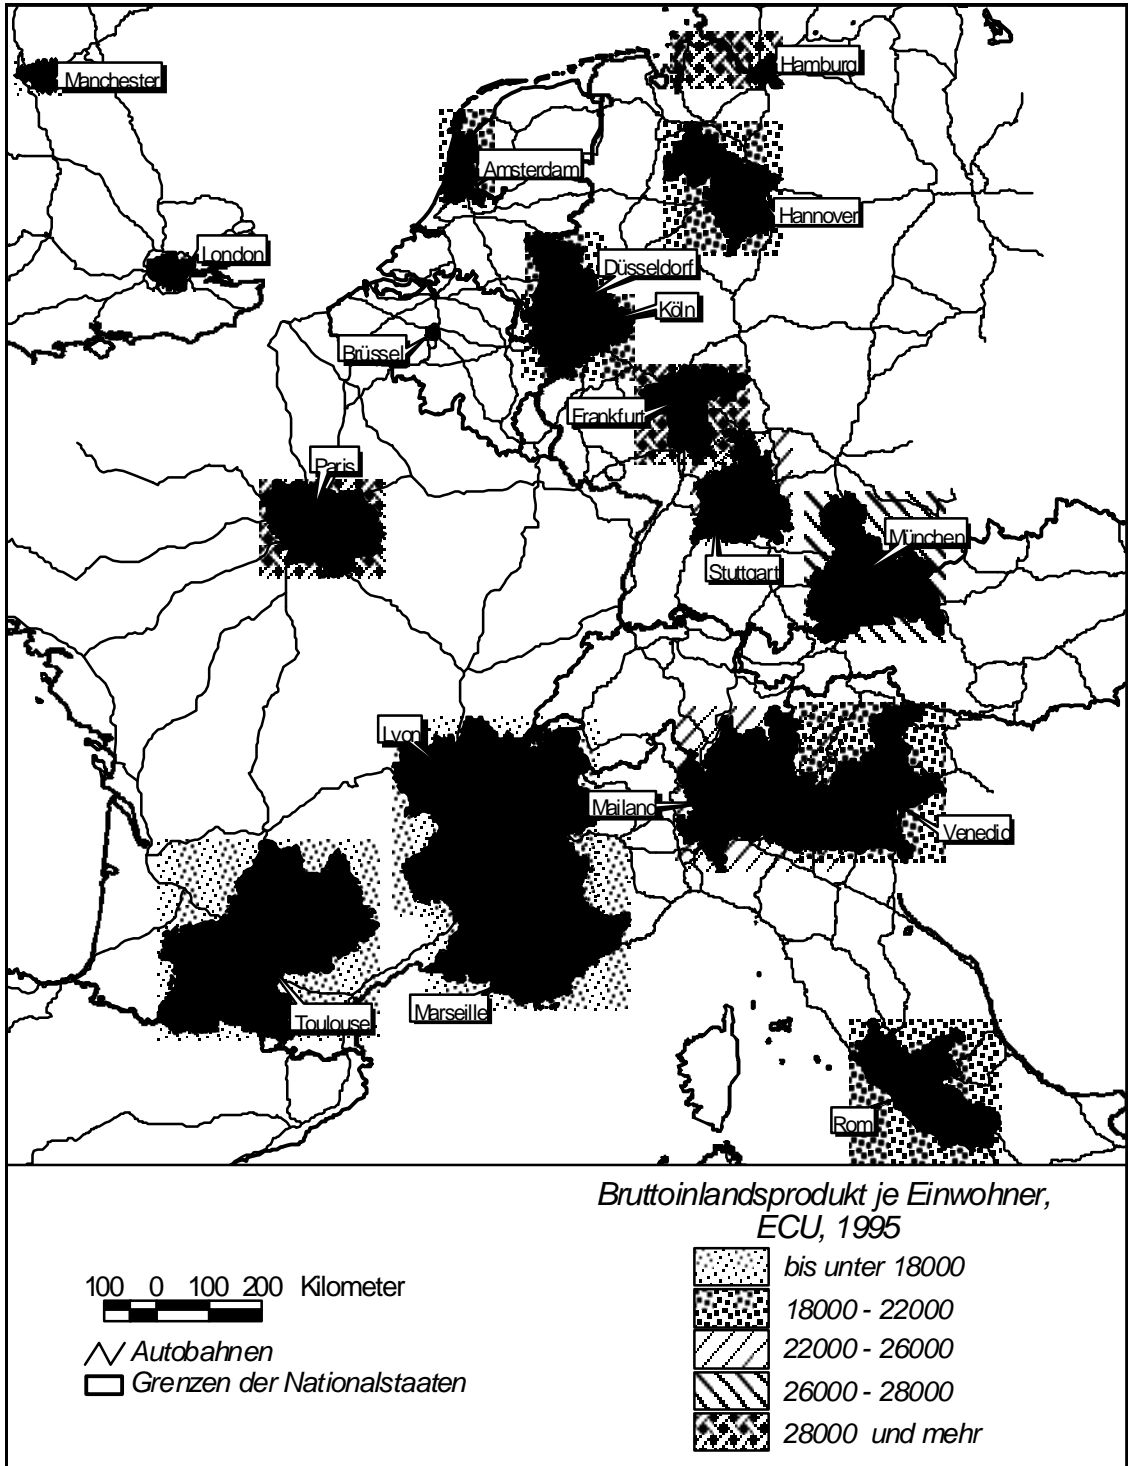 Manchester
Hamburg
Amsterdam
Hannover
London
Düsseldorf
Köln
Brüssel
Frankfurt
Paris
München
Stuttgart
Lyon
Mailand
Venedig
Toulouse
Marseille
Rom
Bruttoinlandsprodukt je Einwohner,
ECU, 1995
bis unter 18000
100 0 100 200 Kilometer
18000 - 22000
Autobahnen
22000 - 26000
Grenzen der Nationalstaaten
26000 - 28000
28000 und mehr